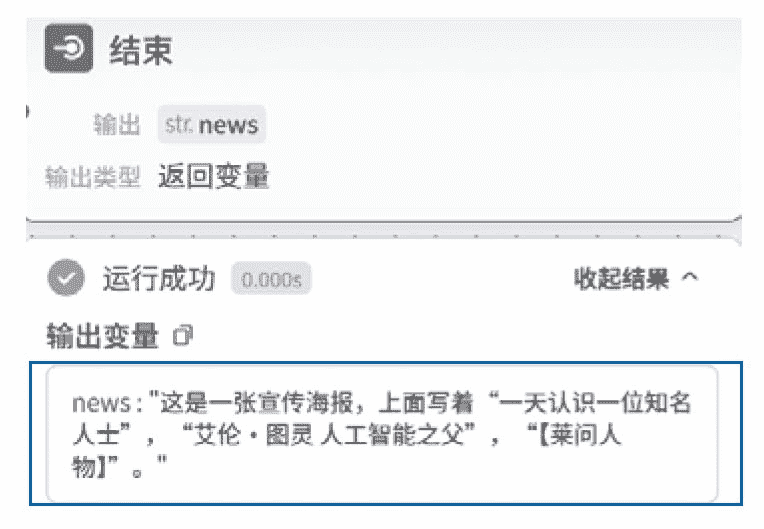 结束
输出 str. news
输出类型 返回变量
运行成功 0.000s 收起结果
输出变量
news : "这是一张宣传海报，上面写着“一天认识一位知名
人士”，“艾伦·图灵 人工智能之父”，“【莱问人
物】”。"